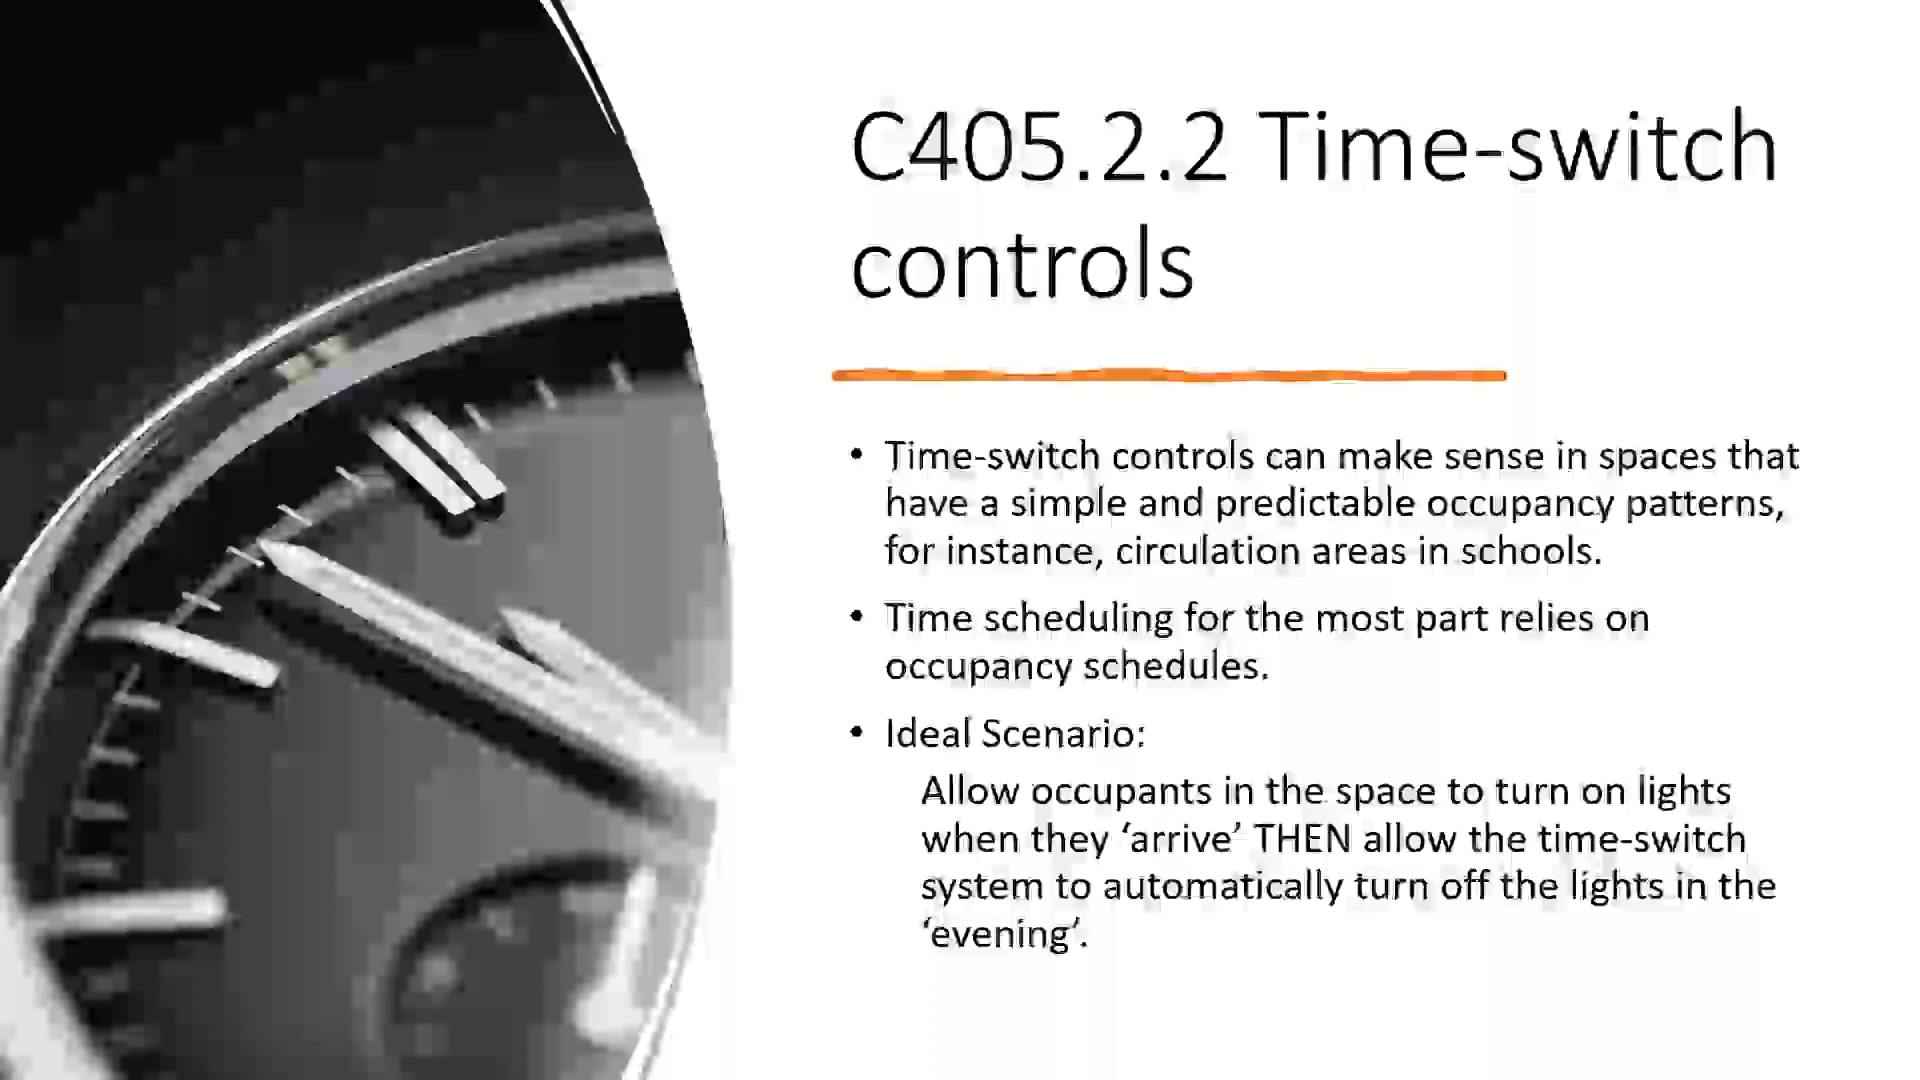 C405.2.2 Time-switch
controls
• Time-switch controls can make sense in spaces that
have a simple and predictable occupancy patterns,
for instance, circulation areas in schools.
• Time scheduling for the most part relies on
occupancy schedules.
• Ideal Scenario:
Allow occupants in the space to turn on lights
when they ‘arrive’ THEN allow the time-switch
system to automatically turn off the lights in the
‘evening’.